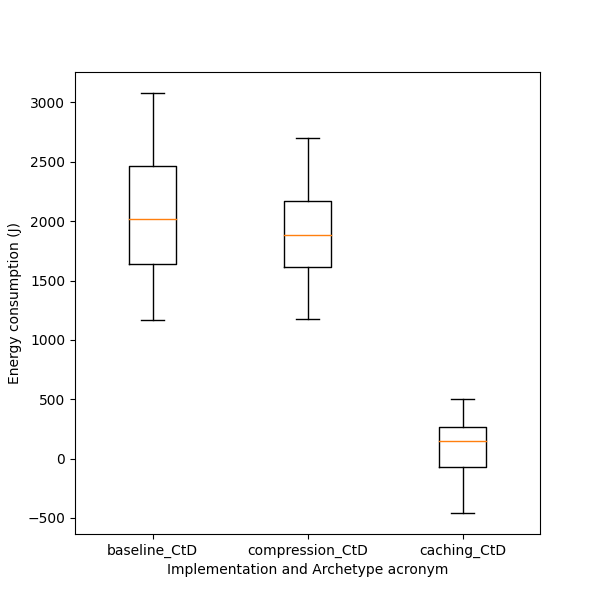 3000
2500
2000
1500
1000
500
0
−500
Energy consumption (J)
baseline_CtD compression_CtD caching_CtD
Implementation and Archetype acronym